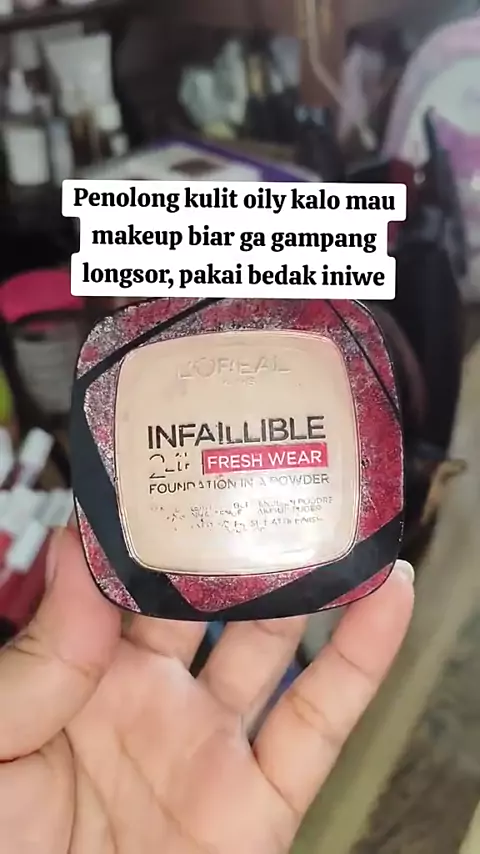 Penolong kulit oily kalo mau
makeup biar ga gampang
longsor, pakai bedak iniwe
L'ORÉAL
INFAILLIBLE
24H FRESH WEAR
FOUNDATION IN A POWDER